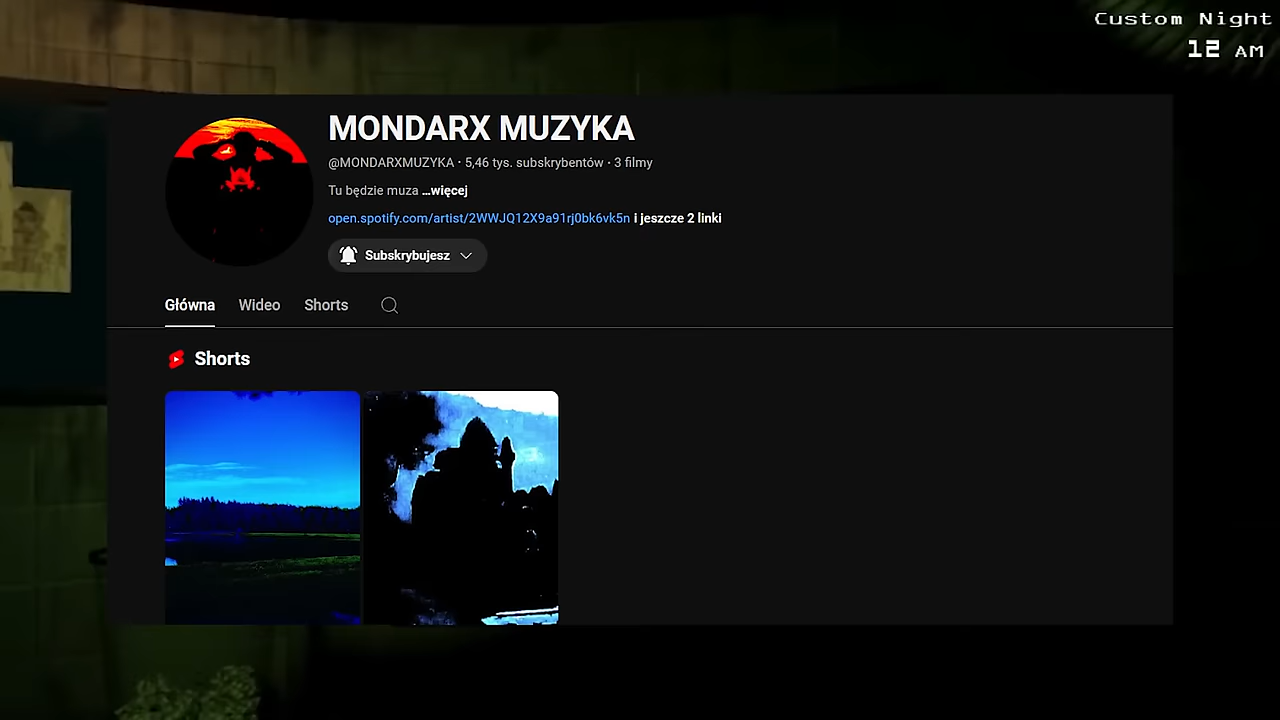 Custom Night
12 AM
MONDARX MUZYKA
@MONDARXMUZYKA · 5,46 tys. subskrybentów · 3 filmy
Tu będzie muza ...więcej
open.spotify.com/artist/2WWJQ12X9a91rj0bk6vk5n i jeszcze 2 linki
Subskrybujesz
Główna Wideo Shorts
Shorts